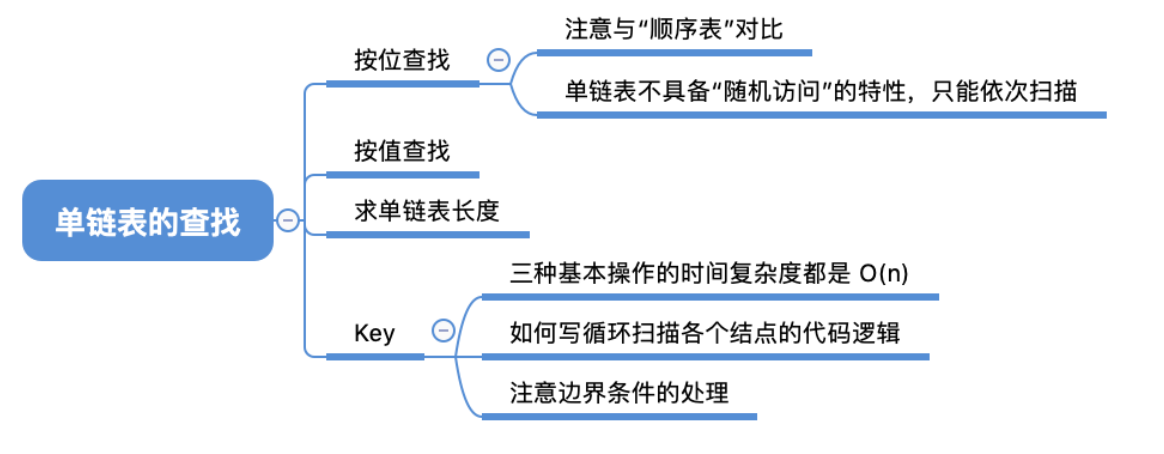 单链表的查找
按位查找
注意与“顺序表”对比
单链表不具备“随机访问”的特性，只能依次扫描
按值查找
求单链表长度
Key
三种基本操作的时间复杂度都是 O(n)
如何写循环扫描各个结点的代码逻辑
注意边界条件的处理